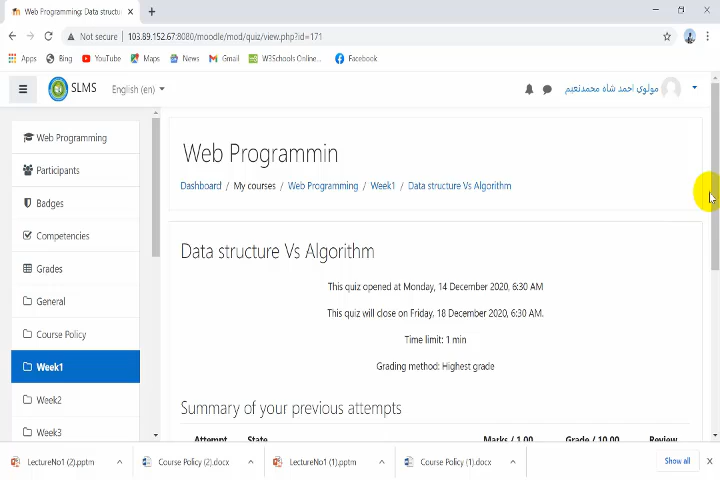 Web Programming: Data structu
Not secure 103.89.152.67:8080/moodle/mod/quiz/view.php?id=171
Apps Bing YouTube Maps Gmail News W3Schools Online... Facebook
SLMS English (en) مولوی احمد شاه محمدنعیم
Web Programming
Participants
Badges
Competencies
Grades
General
Course Policy
Week1
Week2
Week3
Web Programmin
Dashboard / My courses / Web Programming / Week1 / Data structure Vs Algorithm
Data structure Vs Algorithm
This quiz opened at Monday, 14 December 2020, 6:30 AM
This quiz will close on Friday, 18 December 2020, 6:30 AM.
Time limit: 1 min
Grading method: Highest grade
Summary of your previous attempts
Attempt State Marks / 1.00 Grade / 10.00 Review
LectureNo1 (2).pptm Course Policy (2).docx LectureNo1 (1).pptm Course Policy (1).docx Show all